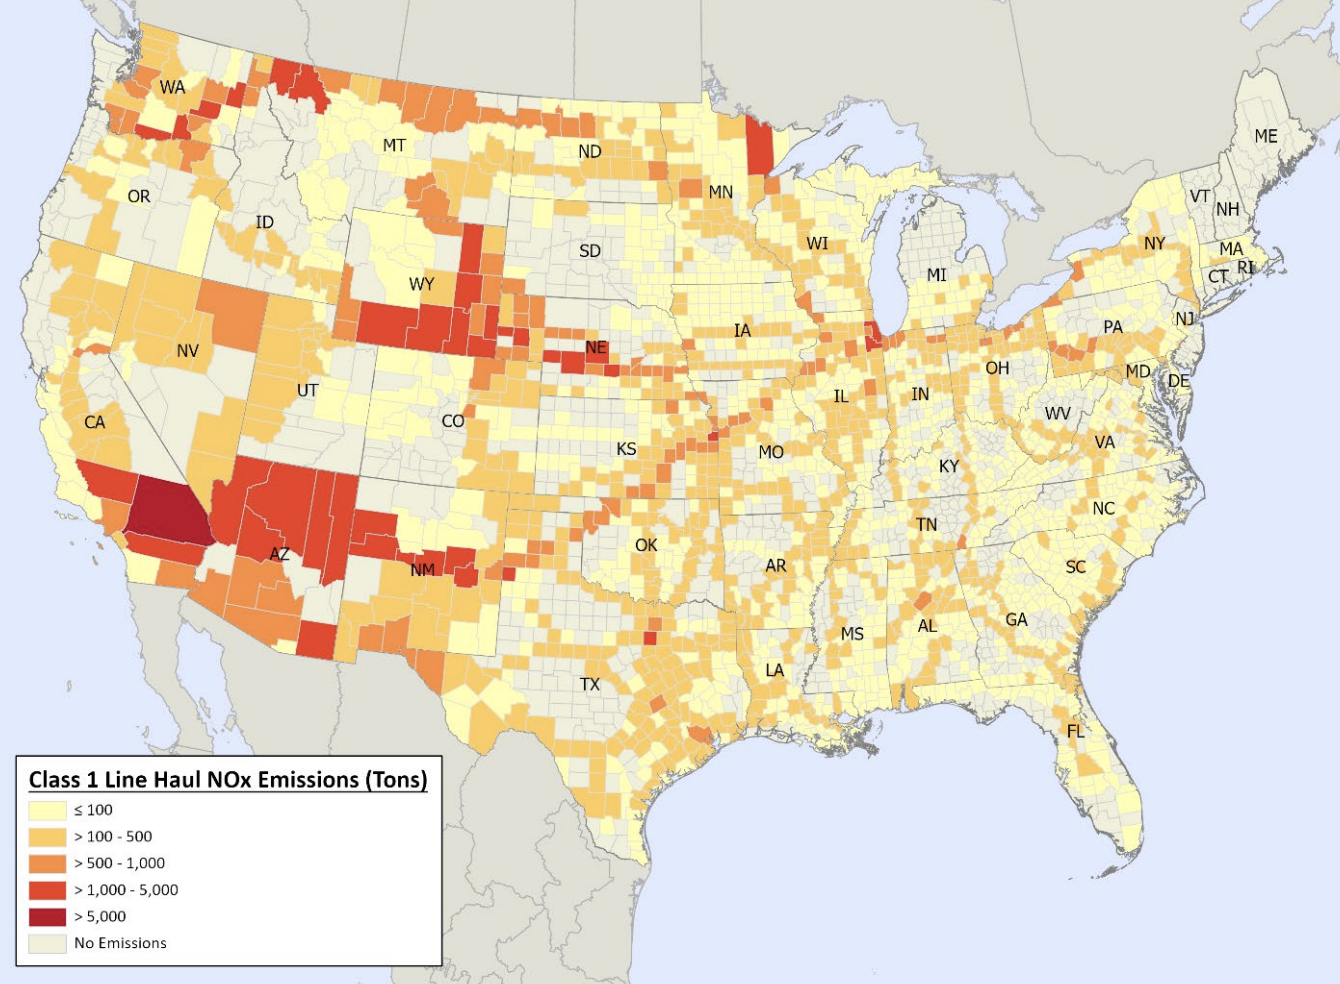 WA
MT
ND
MN
ME
OR
ID
SD
WI
MI
VT
NH
NY
MA
CT
RI
WY
IA
PA
NJ
NV
UT
NE
IL
IN
OH
MD
DE
CA
CO
KS
MO
KY
WV
VA
AZ
NM
OK
AR
TN
NC
SC
TX
LA
MS
AL
GA
FL
Class 1 Line Haul NOx Emissions (Tons)
≤ 100
> 100 - 500
> 500 - 1,000
> 1,000 - 5,000
> 5,000
No Emissions